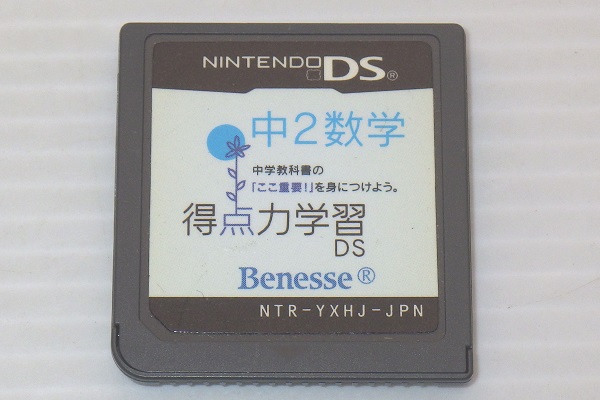 NINTENDO DS®
中2数学
中学教科書の
「ここ重要!」を身につけよう。
得点力学習
DS
Benesse®
NTR-YXHJ-JPN